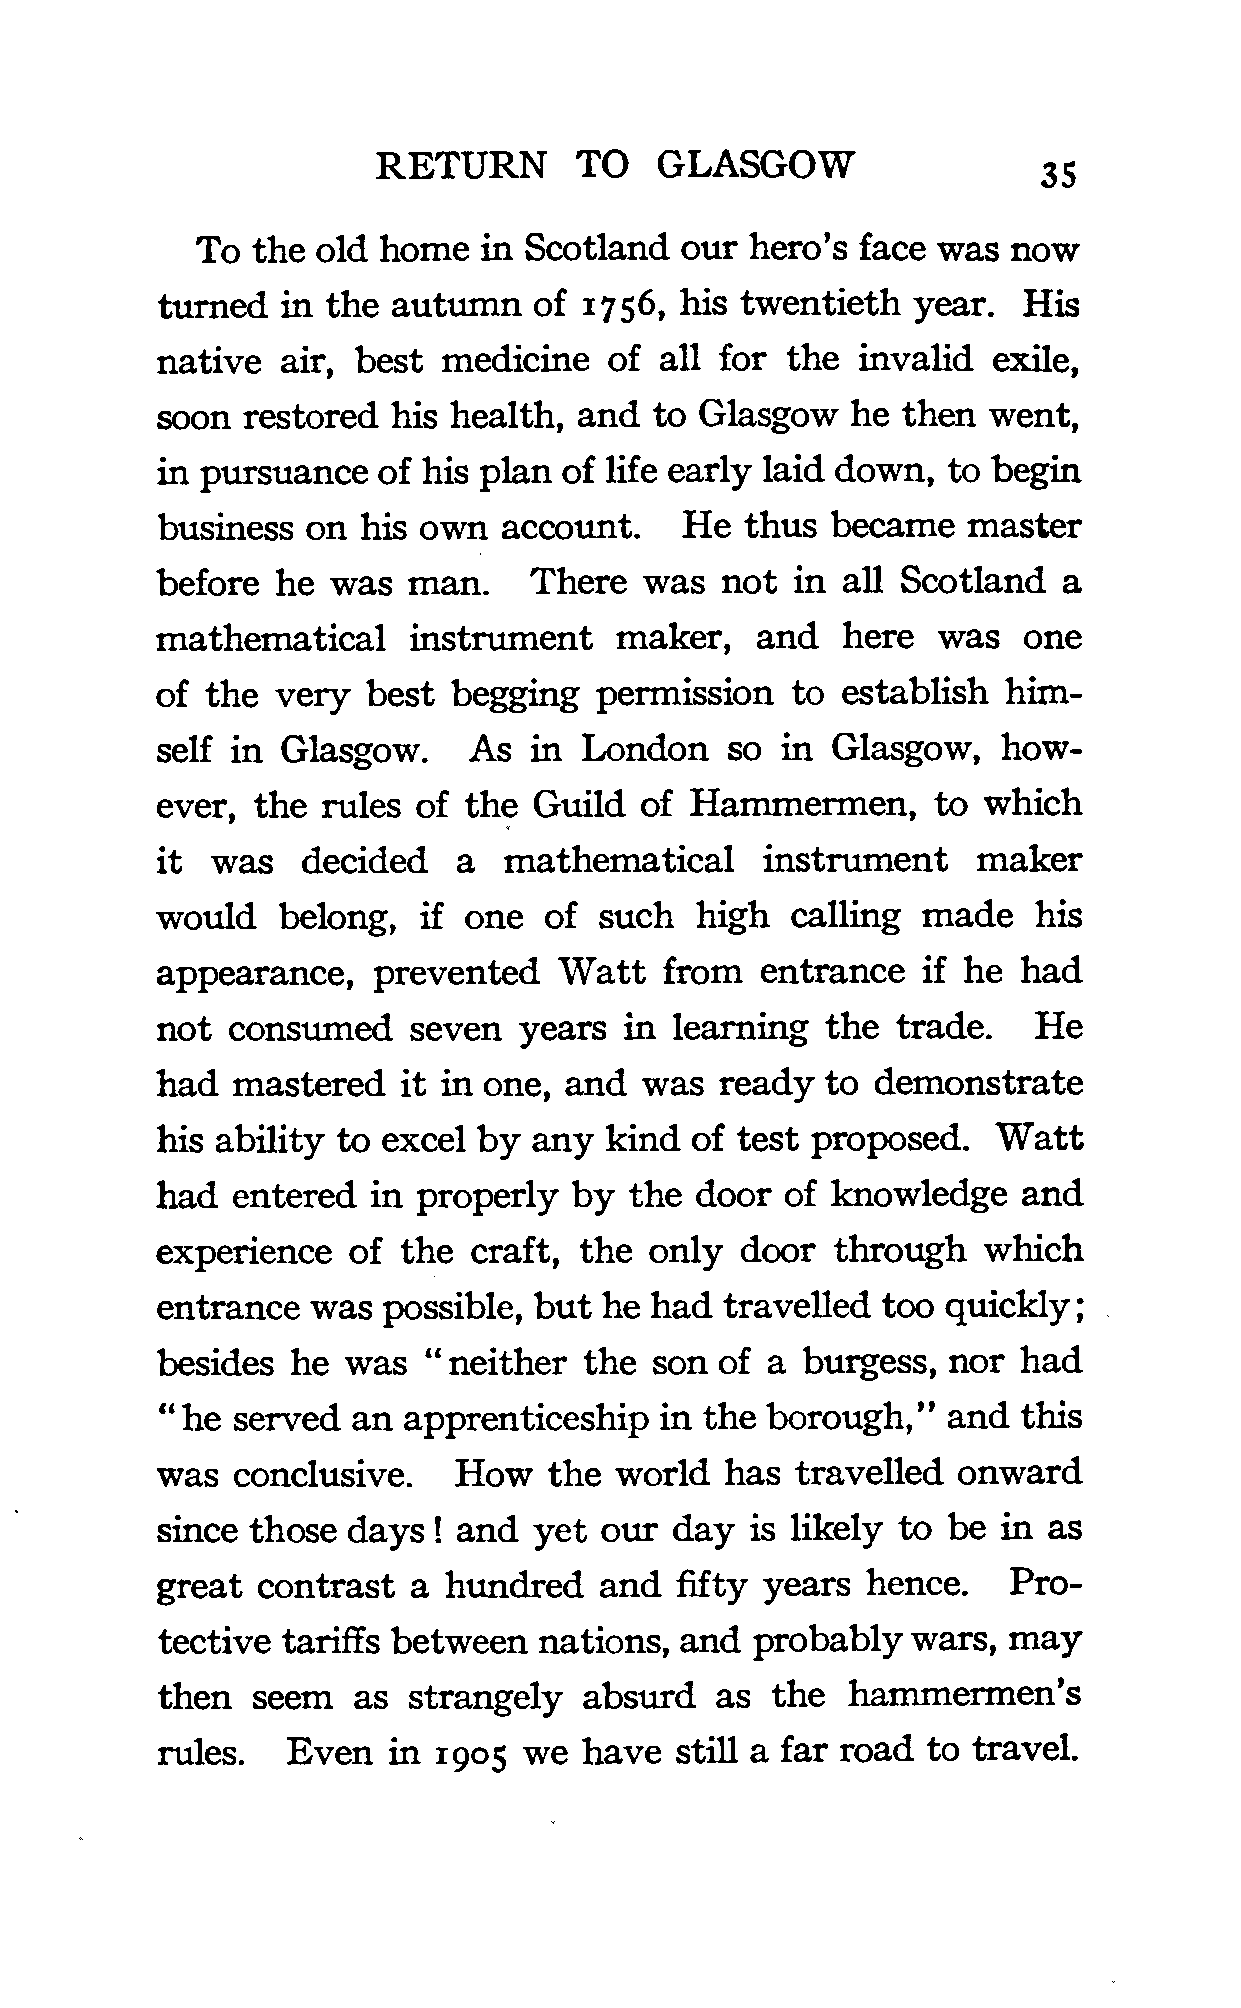 RETURN TO GLASGOW 35
To the old home in Scotland our hero's face was now
turned in the autumn of 1756, his twentieth year. His
native air, best medicine of all for the invalid exile,
soon restored his health, and to Glasgow he then went,
in pursuance of his plan of life early laid down, to begin
business on his own account. He thus became master
before he was man. There was not in all Scotland a
mathematical instrument maker, and here was one
of the very best begging permission to establish him-
self in Glasgow. As in London so in Glasgow, how-
ever, the rules of the Guild of Hammermen, to which
it was decided a mathematical instrument maker
would belong, if one of such high calling made his
appearance, prevented Watt from entrance if he had
not consumed seven years in learning the trade. He
had mastered it in one, and was ready to demonstrate
his ability to excel by any kind of test proposed. Watt
had entered in properly by the door of knowledge and
experience of the craft, the only door through which
entrance was possible, but he had travelled too quickly;
besides he was "neither the son of a burgess, nor had
"he served an apprenticeship in the borough," and this
was conclusive. How the world has travelled onward
since those days! and yet our day is likely to be in as
great contrast a hundred and fifty years hence. Pro-
tective tariffs between nations, and probably wars, may
then seem as strangely absurd as the hammermen's
rules. Even in 1905 we have still a far road to travel.